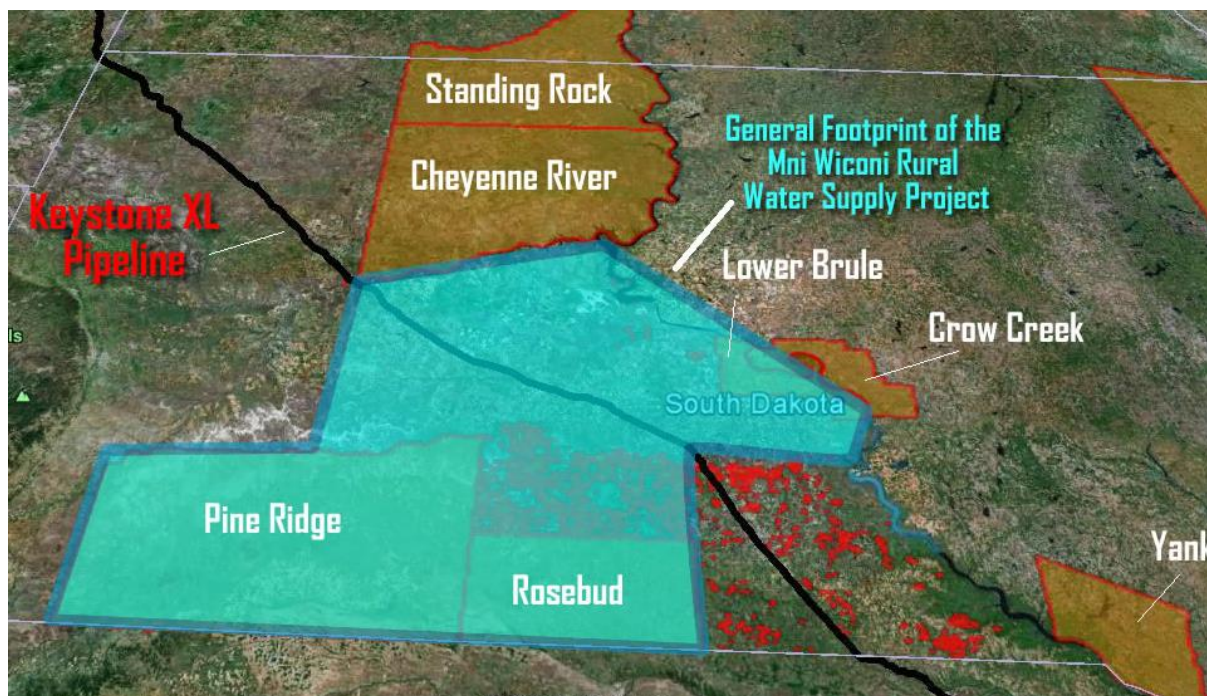 Standing Rock
Cheyenne River
General Footprint of the
Mni Wiconi Rural
Water Supply Project
Keystone XL
Pipeline
Lower Brule
Crow Creek
ls
South Dakota
Pine Ridge
Rosebud
Yank